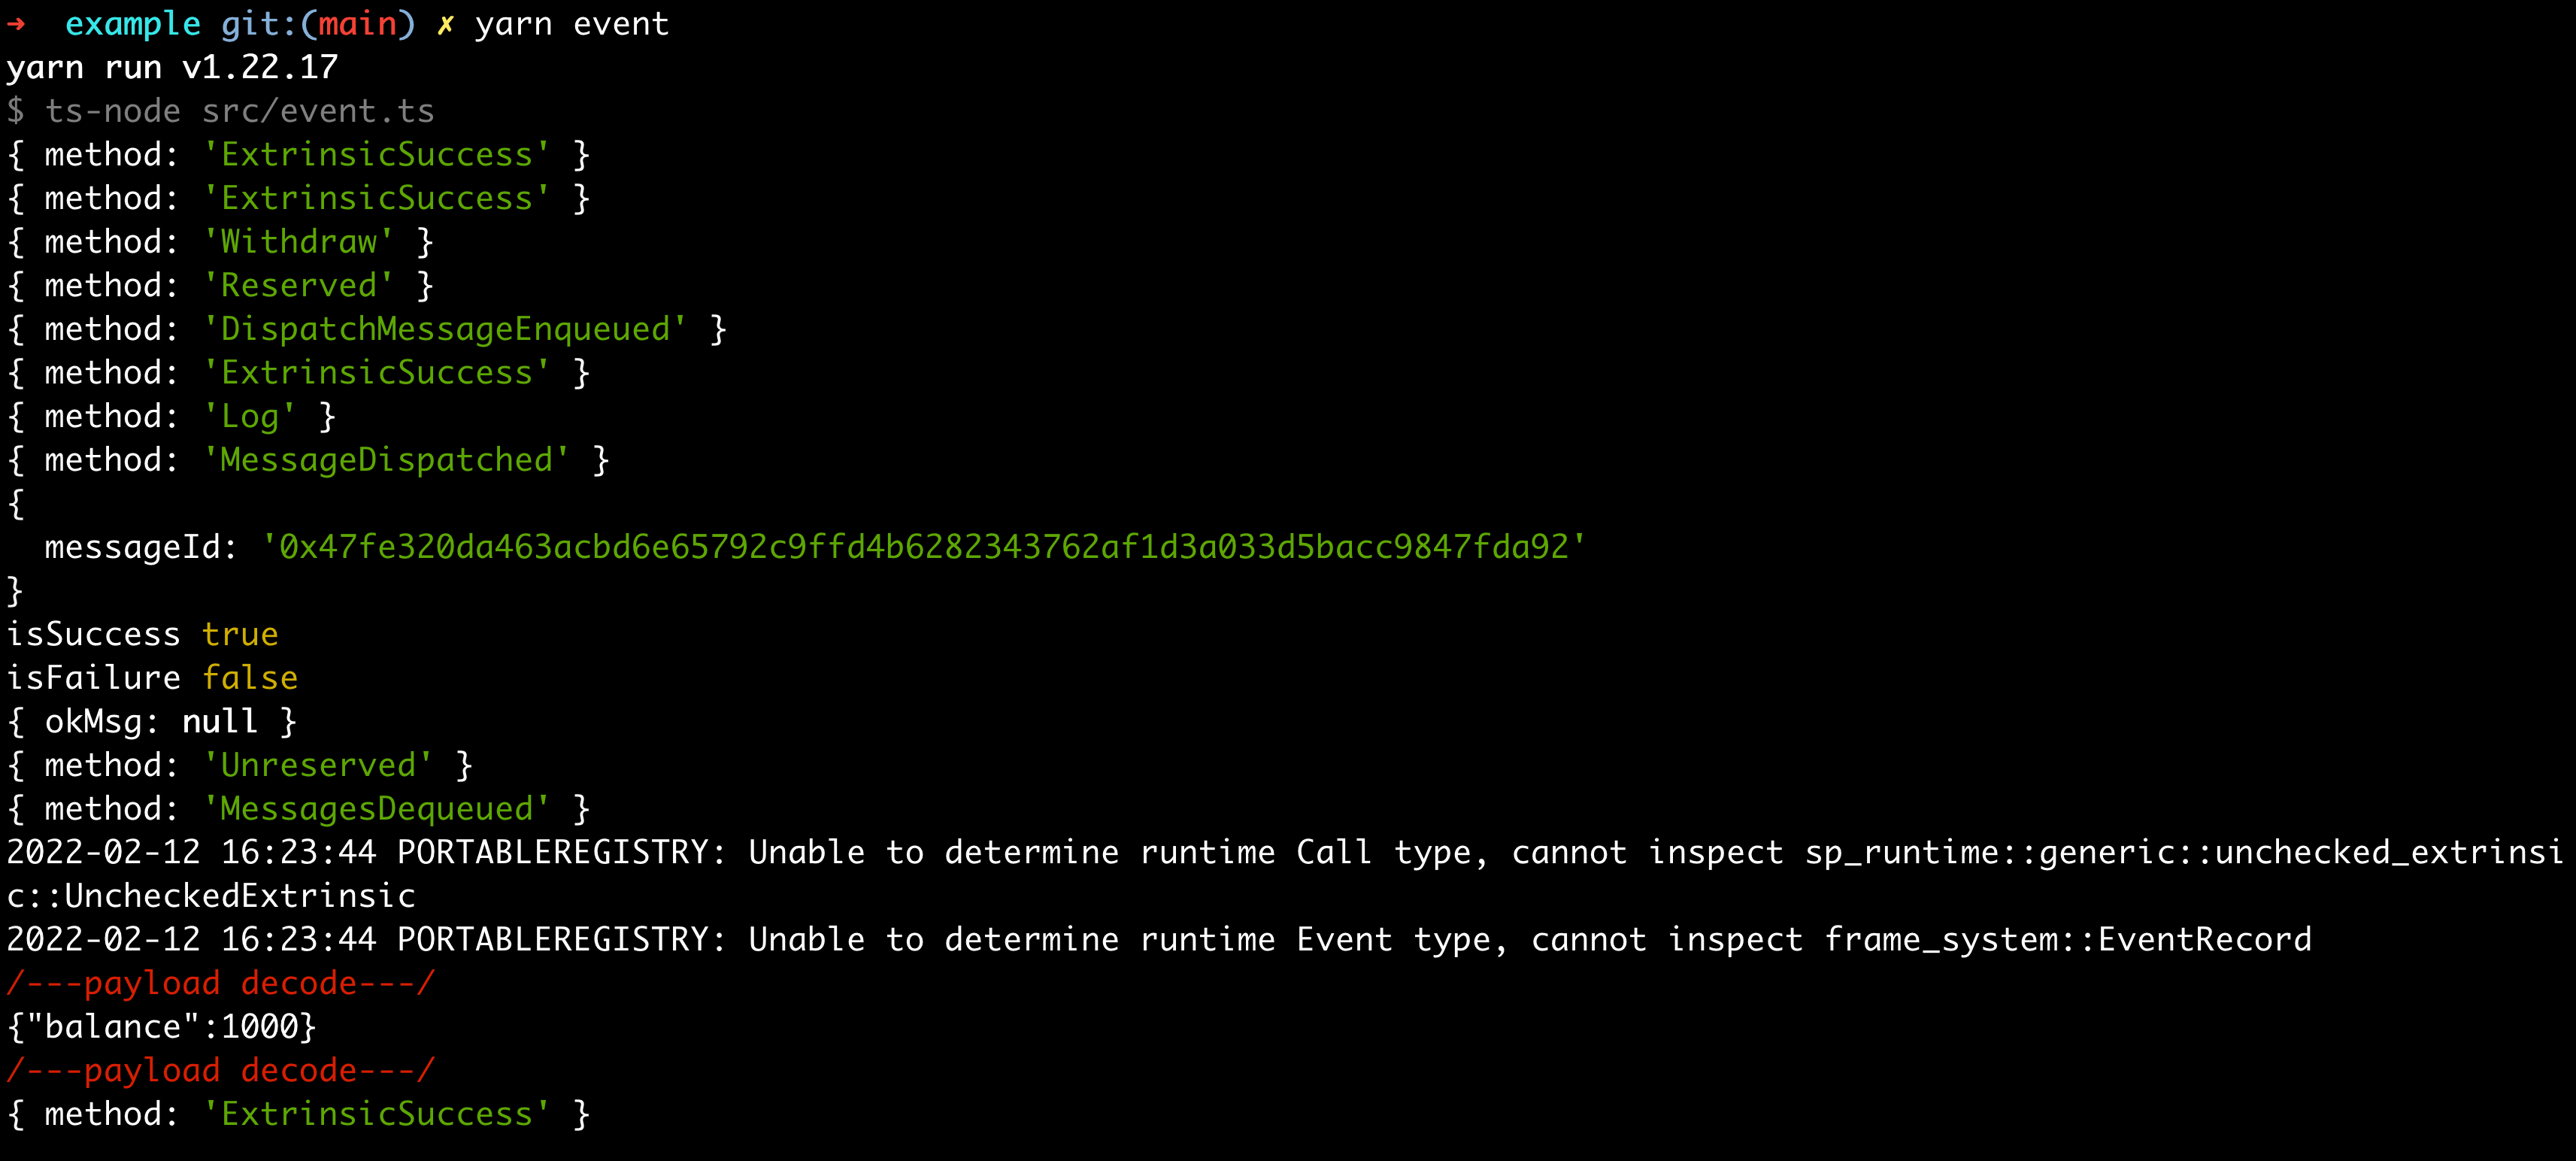 ➜  example git:(main) ✗ yarn event
yarn run v1.22.17
$ ts-node src/event.ts
{ method: 'ExtrinsicSuccess' }
{ method: 'ExtrinsicSuccess' }
{ method: 'Withdraw' }
{ method: 'Reserved' }
{ method: 'DispatchMessageEnqueued' }
{ method: 'ExtrinsicSuccess' }
{ method: 'Log' }
{ method: 'MessageDispatched' }
{
  messageId: '0x47fe320da463acbd6e65792c9ffd4b6282343762af1d3a033d5bacc9847fda92'
}
isSuccess true
isFailure false
{ okMsg: null }
{ method: 'Unreserved' }
{ method: 'MessagesDequeued' }
2022-02-12 16:23:44 PORTABLEREGISTRY: Unable to determine runtime Call type, cannot inspect sp_runtime::generic::unchecked_extrinsi
c::UncheckedExtrinsic
2022-02-12 16:23:44 PORTABLEREGISTRY: Unable to determine runtime Event type, cannot inspect frame_system::EventRecord
/---payload decode---/
{"balance":1000}
/---payload decode---/
{ method: 'ExtrinsicSuccess' }